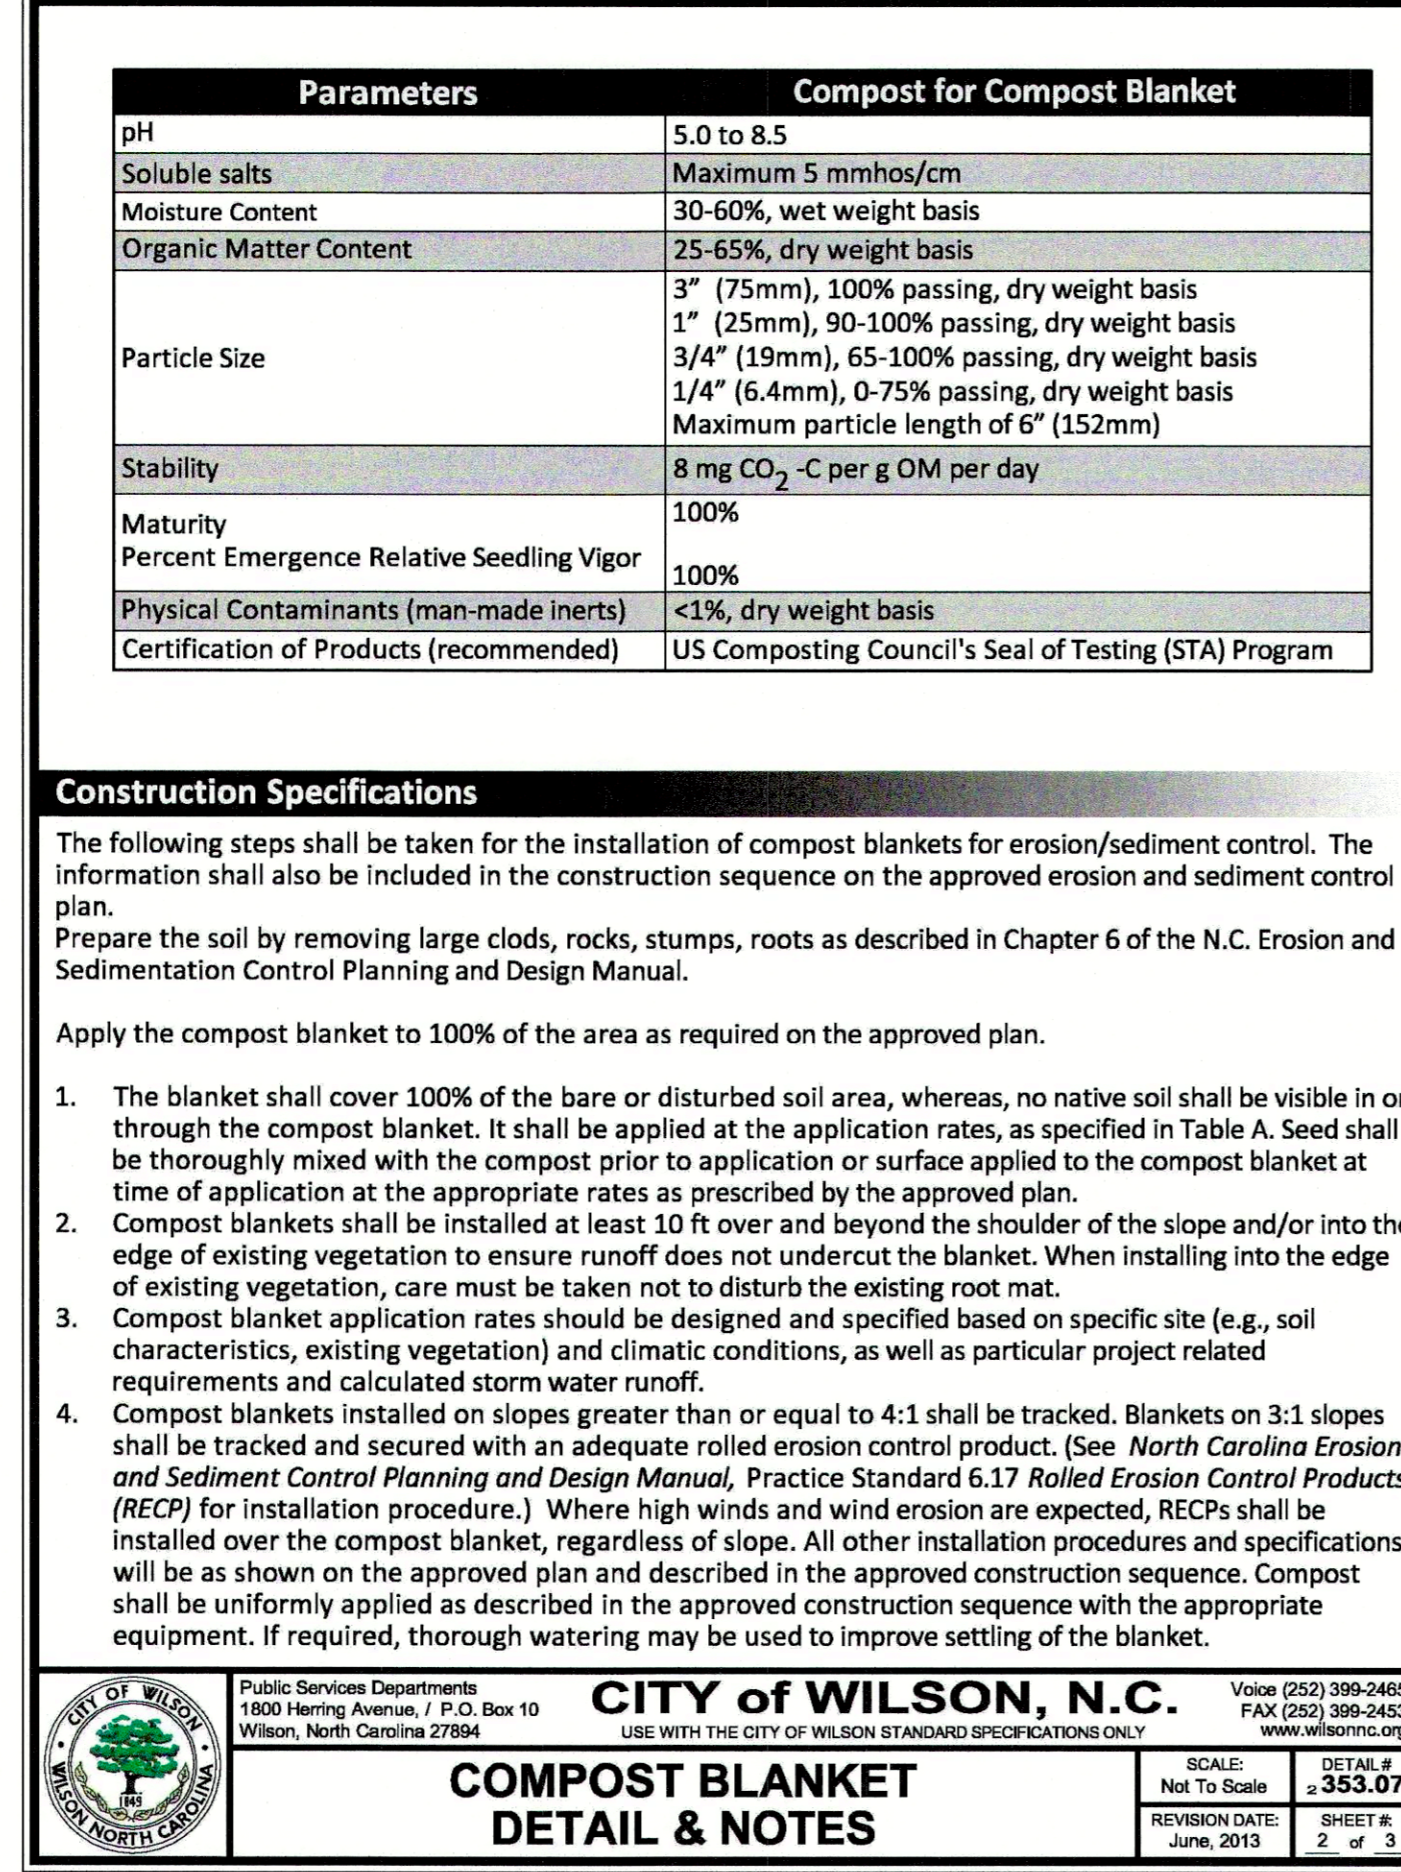 Parameters
Compost for Compost Blanket
pH
5.0 to 8.5
Soluble salts
Maximum 5 mmhos/cm
Moisture Content
30-60%, wet weight basis
Organic Matter Content
25-65%, dry weight basis
Particle Size
3" (75mm), 100% passing, dry weight basis
1" (25mm), 90-100% passing, dry weight basis
3/4" (19mm), 65-100% passing, dry weight basis
1/4" (6.4mm), 0-75% passing, dry weight basis
Maximum particle length of 6" (152mm)
Stability
8 mg CO2 -C per g OM per day
Maturity
Percent Emergence Relative Seedling Vigor
100%
100%
Physical Contaminants (man-made inerts)
<1%, dry weight basis
Certification of Products (recommended)
US Composting Council's Seal of Testing (STA) Program
Construction Specifications
The following steps shall be taken for the installation of compost blankets for erosion/sediment control. The
information shall also be included in the construction sequence on the approved erosion and sediment control
plan.
Prepare the soil by removing large clods, rocks, stumps, roots as described in Chapter 6 of the N.C. Erosion and
Sedimentation Control Planning and Design Manual.
Apply the compost blanket to 100% of the area as required on the approved plan.
1. The blanket shall cover 100% of the bare or disturbed soil area, whereas, no native soil shall be visible in or
through the compost blanket. It shall be applied at the application rates, as specified in Table A. Seed shall
be thoroughly mixed with the compost prior to application or surface applied to the compost blanket at
time of application at the appropriate rates as prescribed by the approved plan.
2. Compost blankets shall be installed at least 10 ft over and beyond the shoulder of the slope and/or into the
edge of existing vegetation to ensure runoff does not undercut the blanket. When installing into the edge
of existing vegetation, care must be taken not to disturb the existing root mat.
3. Compost blanket application rates should be designed and specified based on specific site (e.g., soil
characteristics, existing vegetation) and climatic conditions, as well as particular project related
requirements and calculated storm water runoff.
4. Compost blankets installed on slopes greater than or equal to 4:1 shall be tracked. Blankets on 3:1 slopes
shall be tracked and secured with an adequate rolled erosion control product. (See North Carolina Erosion
and Sediment Control Planning and Design Manual, Practice Standard 6.17 Rolled Erosion Control Products
(RECP) for installation procedure.) Where high winds and wind erosion are expected, RECPs shall be
installed over the compost blanket, regardless of slope. All other installation procedures and specifications
will be as shown on the approved plan and described in the approved construction sequence. Compost
shall be uniformly applied as described in the approved construction sequence with the appropriate
equipment. If required, thorough watering may be used to improve settling of the blanket.
CITY OF WILSON
WILSON NORTH CAROLINA
1849
Public Services Departments
1800 Herring Avenue, / P.O. Box 10
Wilson, North Carolina 27894
CITY of WILSON, N.C.
USE WITH THE CITY OF WILSON STANDARD SPECIFICATIONS ONLY
Voice (252) 399-2465
FAX (252) 399-2453
www.wilsonnc.org
COMPOST BLANKET
DETAIL & NOTES
SCALE:
Not To Scale
DETAIL#
2 353.07
REVISION DATE:
June, 2013
SHEET #:
2 of 3